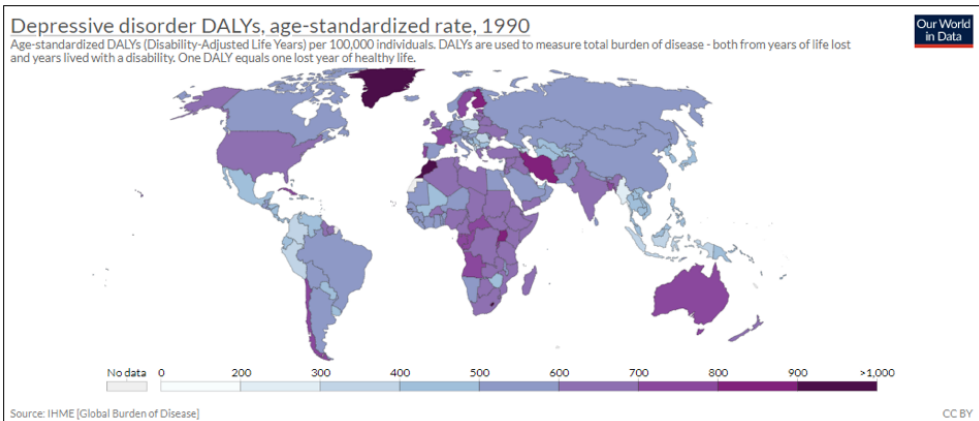 Depressive disorder DALYs, age-standardized rate, 1990
Our World
in Data
Age-standardized DALYs (Disability-Adjusted Life Years) per 100,000 individuals. DALYs are used to measure total burden of disease - both from years of life lost
and years lived with a disability. One DALY equals one lost year of healthy life.
No data 0 200 300 400 500 600 700 800 900 >1,000
Source: IHME [Global Burden of Disease] CC BY